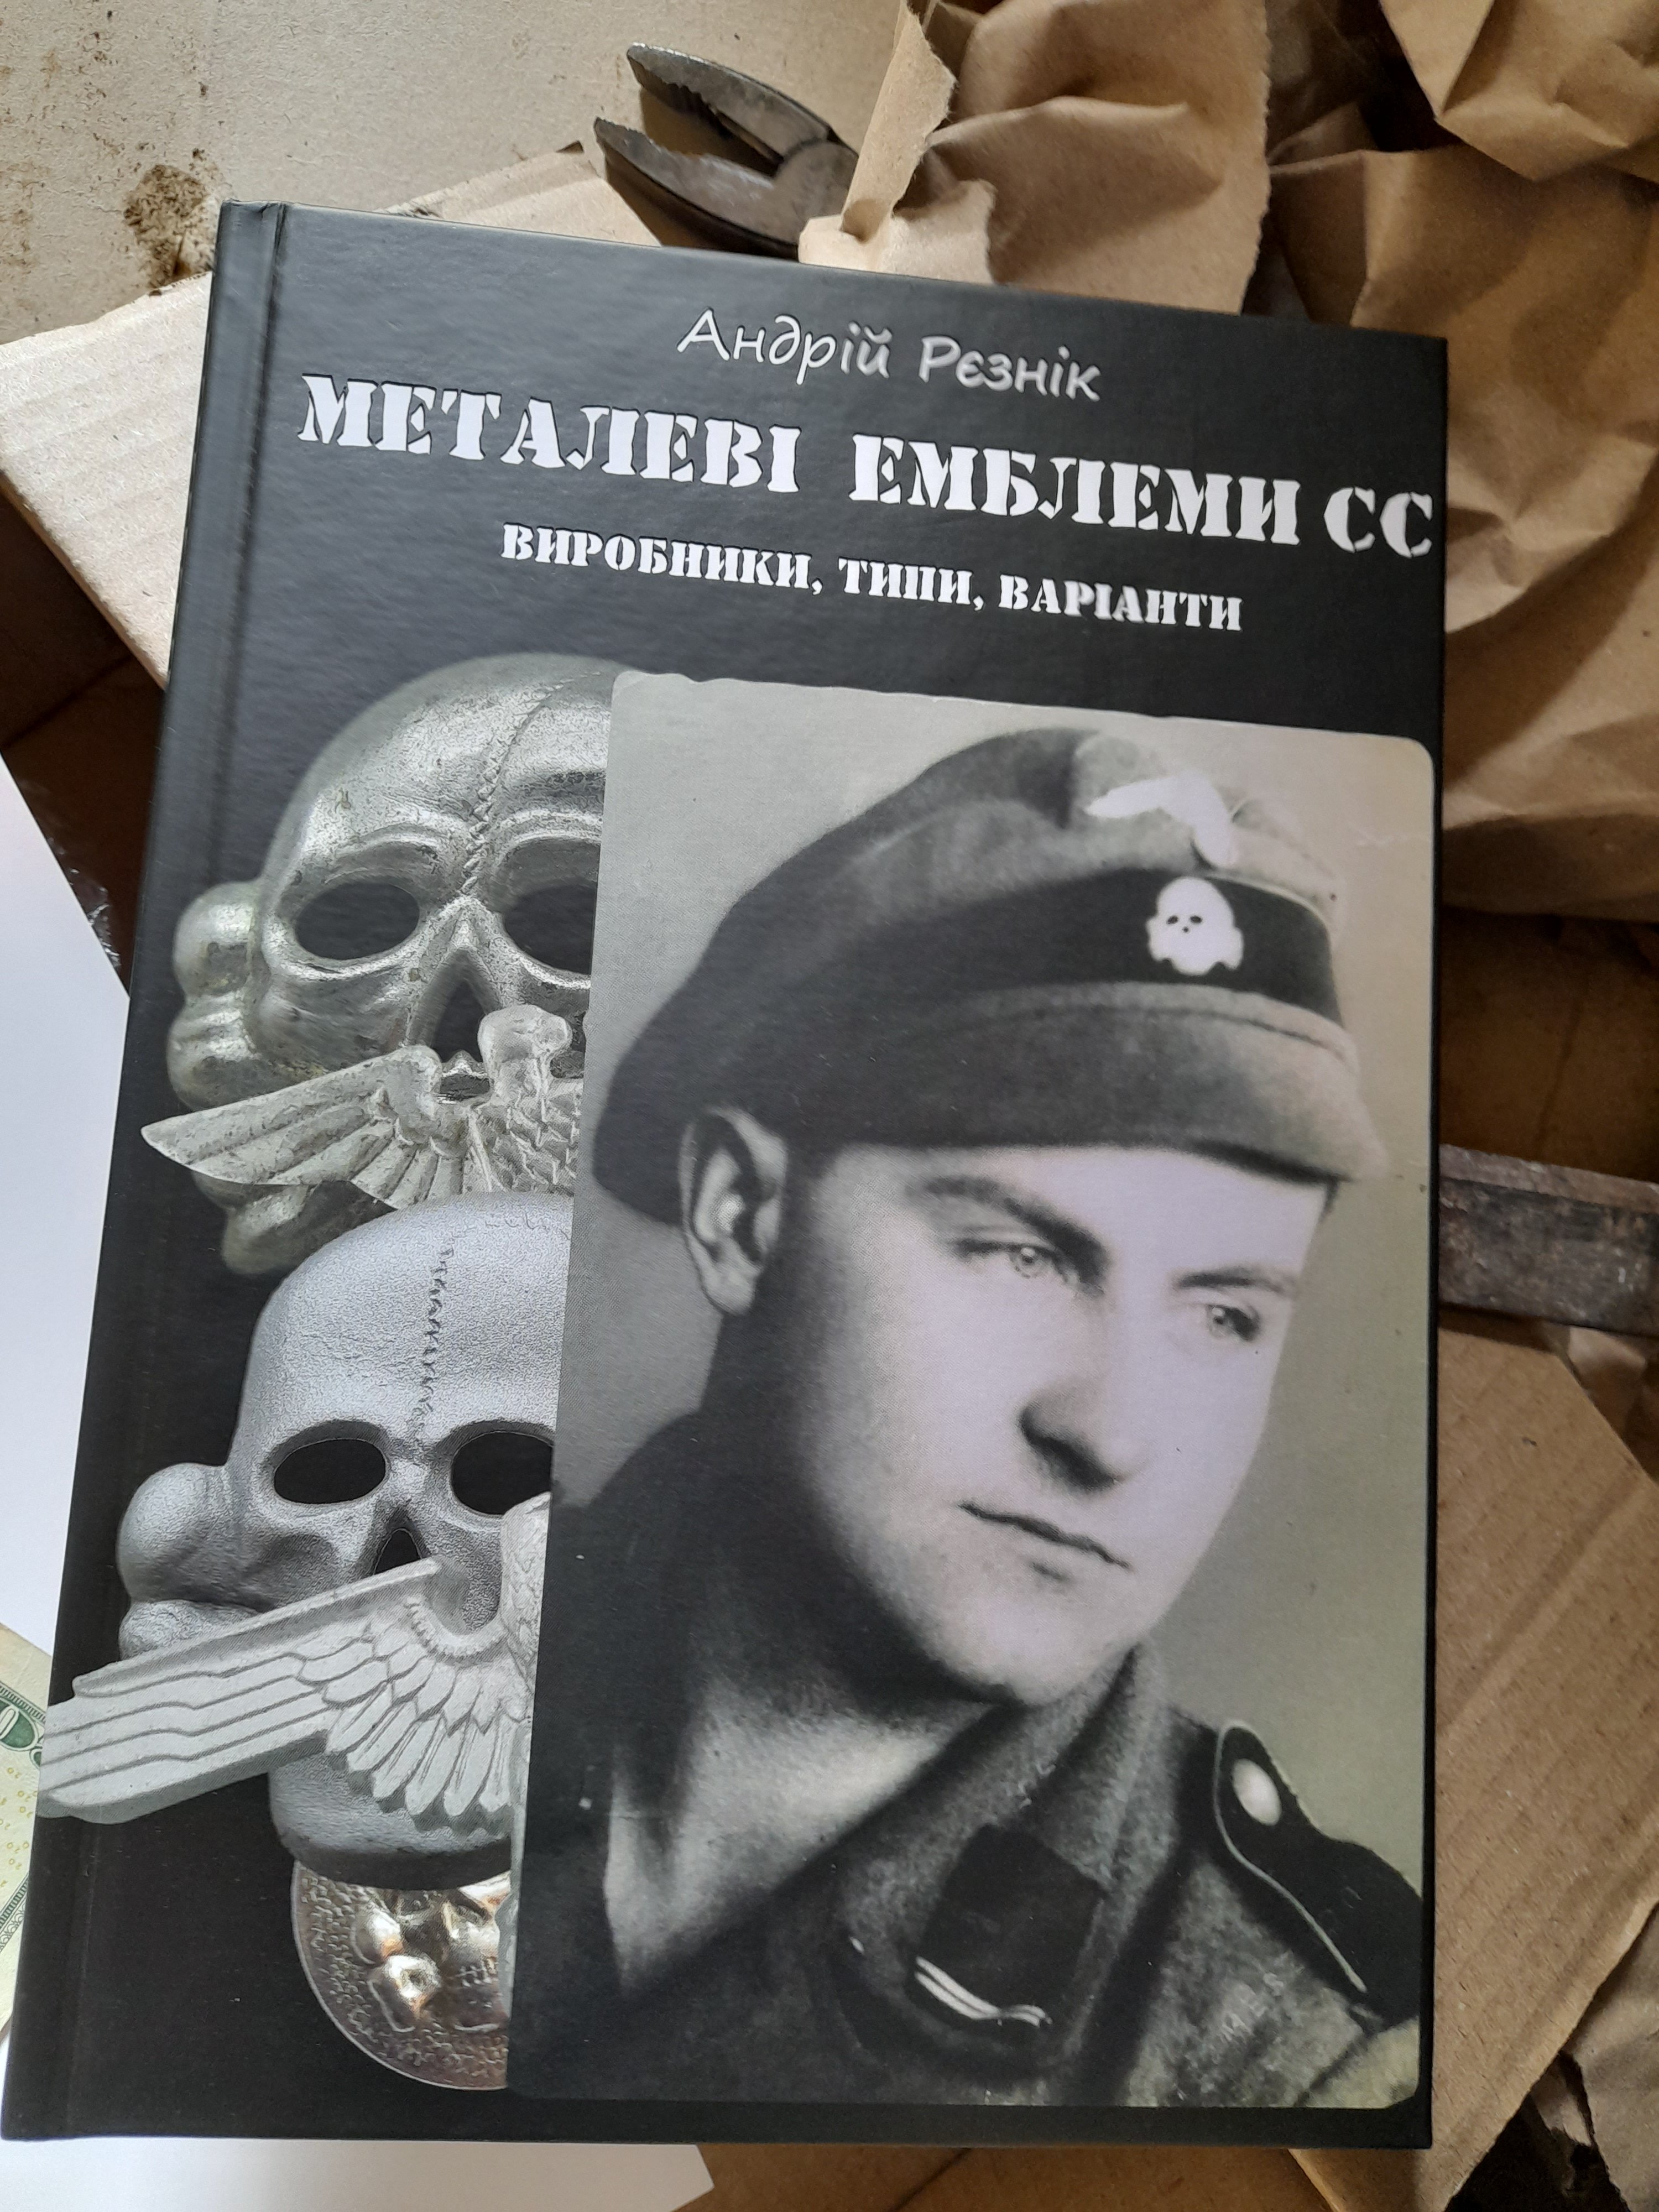 Андрій Рєзнік
МЕТАЛЕВІ ЕМБЛЕМИ СС
ВИРОБНИКИ, ТИПИ, ВАРІАНТИ